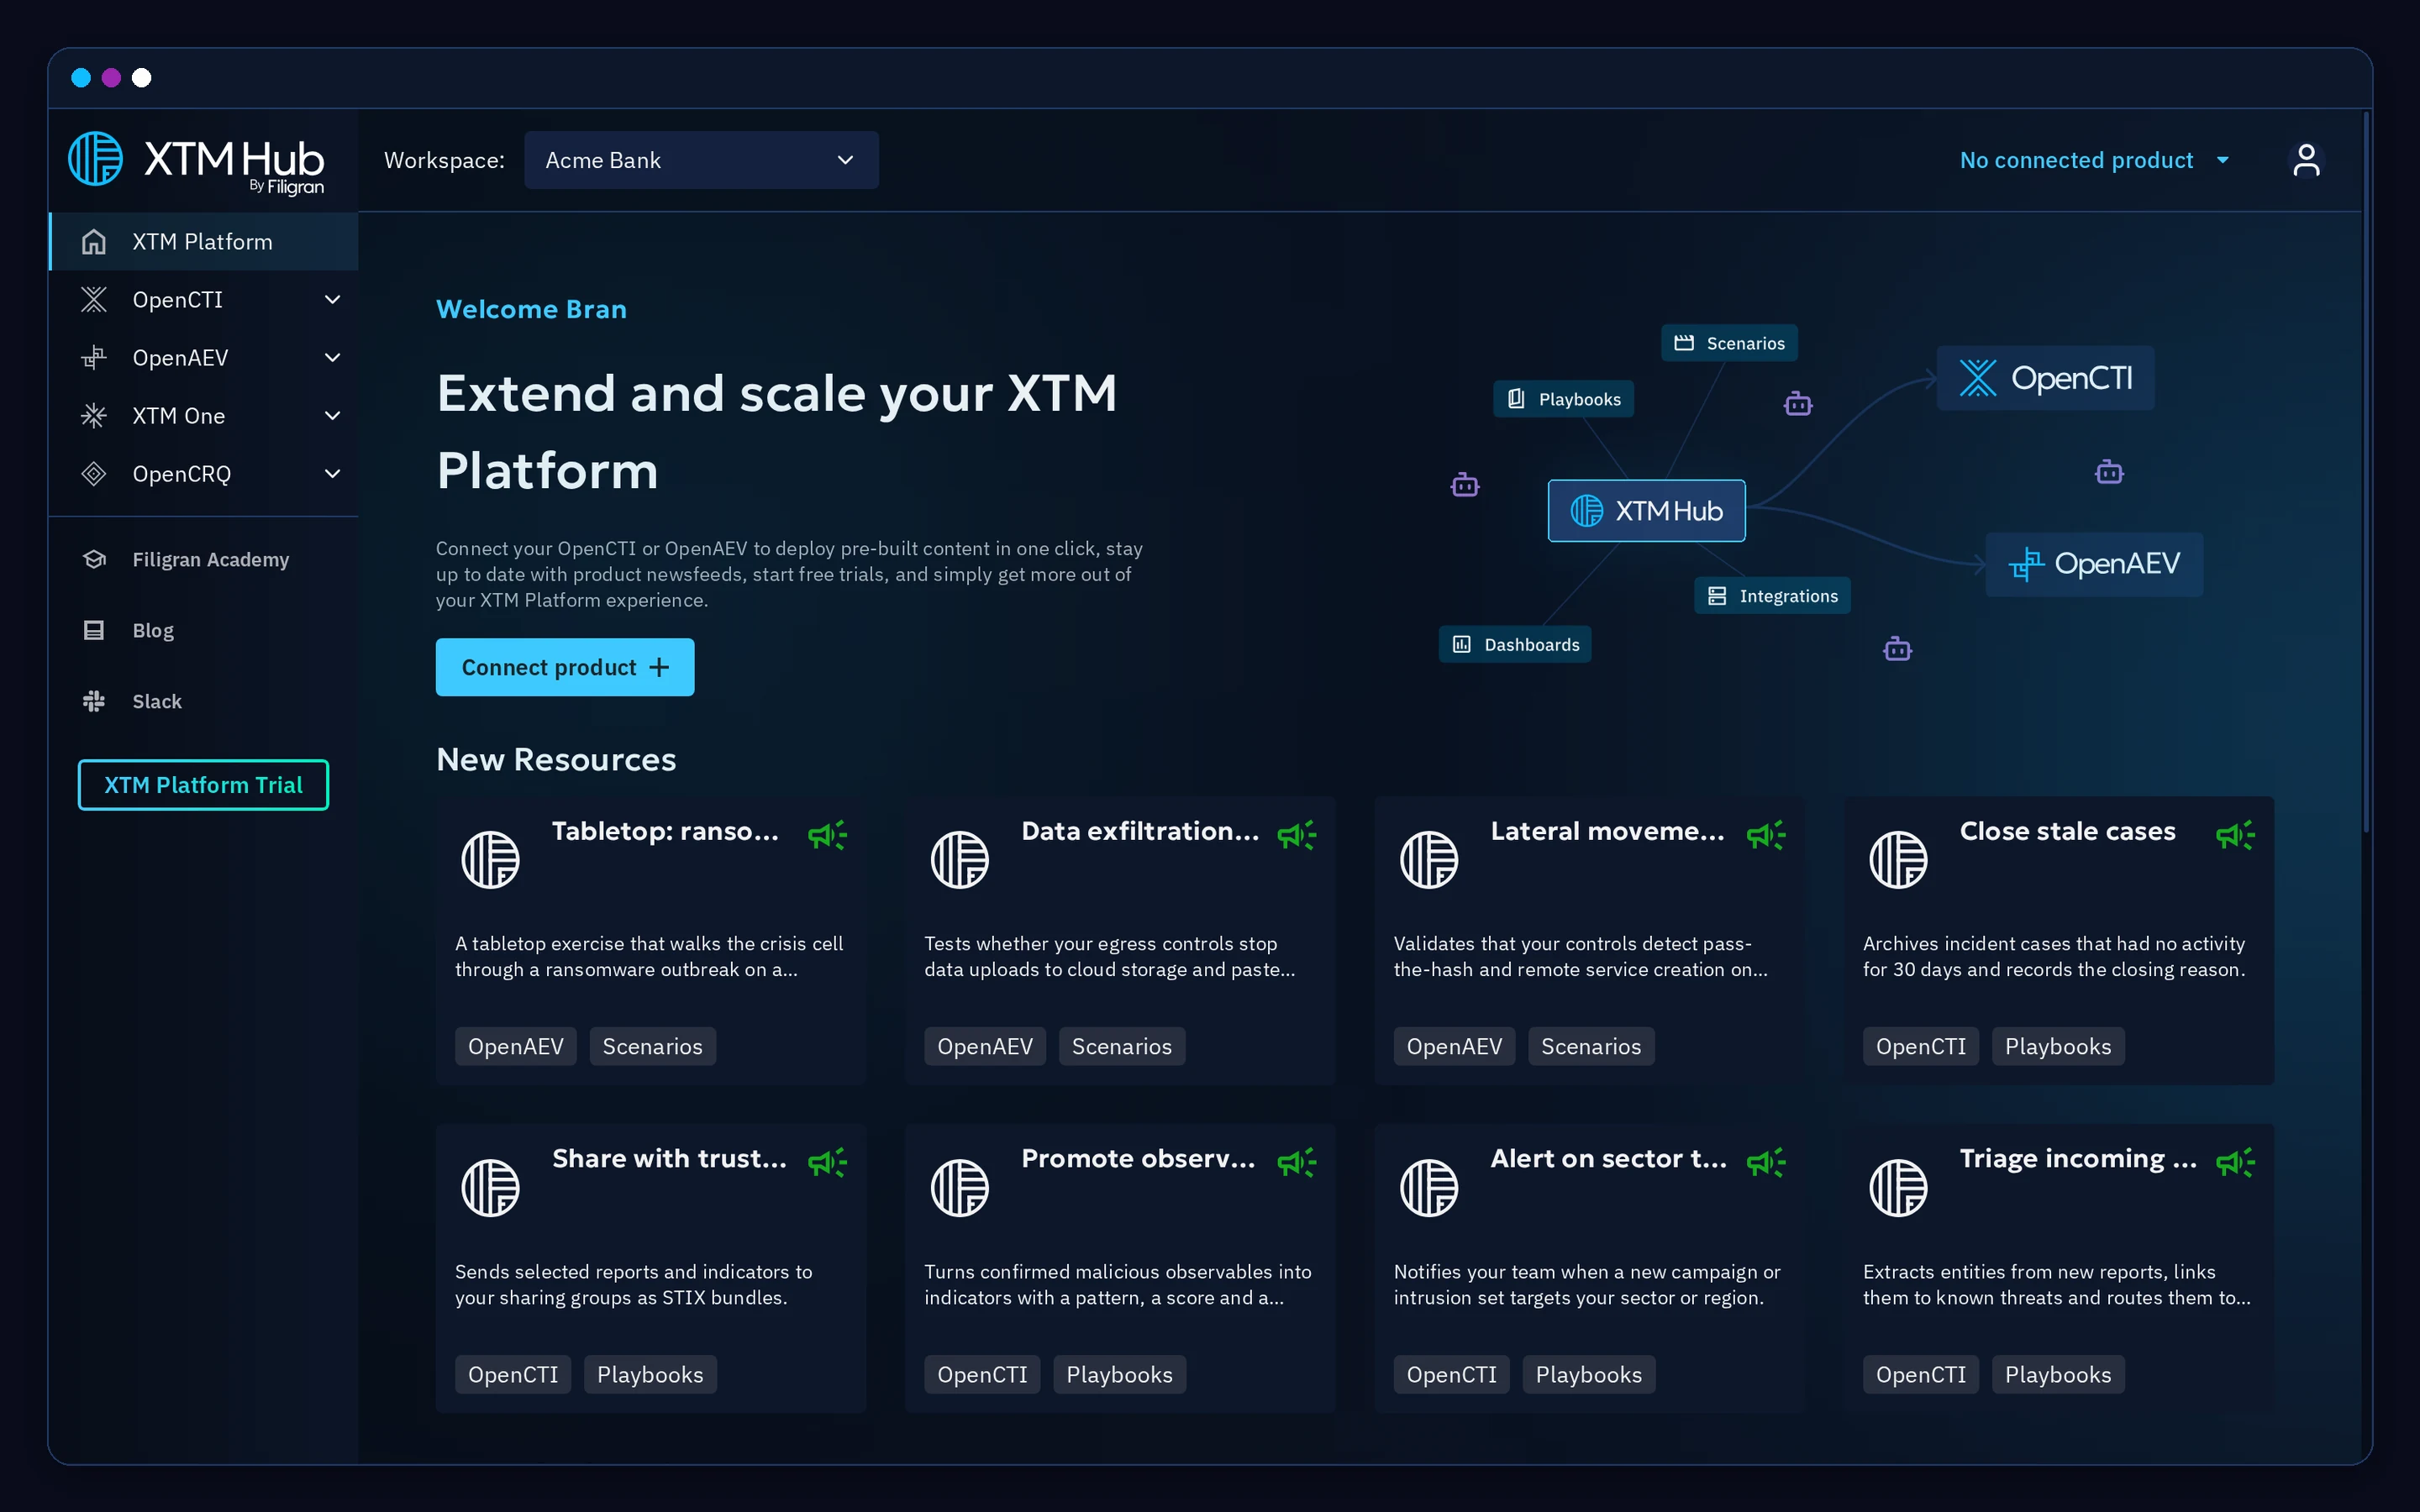 XTM Hub
By Filigran
Workspace:
Acme Bank
No connected product
XTM Platform
OpenCTI
OpenAEV
XTM One
OpenCRQ
Filigran Academy
Blog
Slack
XTM Platform Trial
Welcome Bran
Extend and scale your XTM
Platform
Connect your OpenCTI or OpenAEV to deploy pre-built content in one click, stay
up to date with product newsfeeds, start free trials, and simply get more out of
your XTM Platform experience.
Connect product
Scenarios
Playbooks
OpenCTI
XTM Hub
OpenAEV
Integrations
Dashboards
New Resources
Tabletop: ranso...
A tabletop exercise that walks the crisis cell
through a ransomware outbreak on a...
OpenAEV
Scenarios
Data exfiltration...
Tests whether your egress controls stop
data uploads to cloud storage and paste...
OpenAEV
Scenarios
Lateral moveme...
Validates that your controls detect pass-
the-hash and remote service creation on...
OpenAEV
Scenarios
Close stale cases
Archives incident cases that had no activity
for 30 days and records the closing reason.
OpenCTI
Playbooks
Share with trust...
Sends selected reports and indicators to
your sharing groups as STIX bundles.
OpenCTI
Playbooks
Promote observ...
Turns confirmed malicious observables into
indicators with a pattern, a score and a...
OpenCTI
Playbooks
Alert on sector t...
Notifies your team when a new campaign or
intrusion set targets your sector or region.
OpenCTI
Playbooks
Triage incoming ...
Extracts entities from new reports, links
them to known threats and routes them to...
OpenCTI
Playbooks